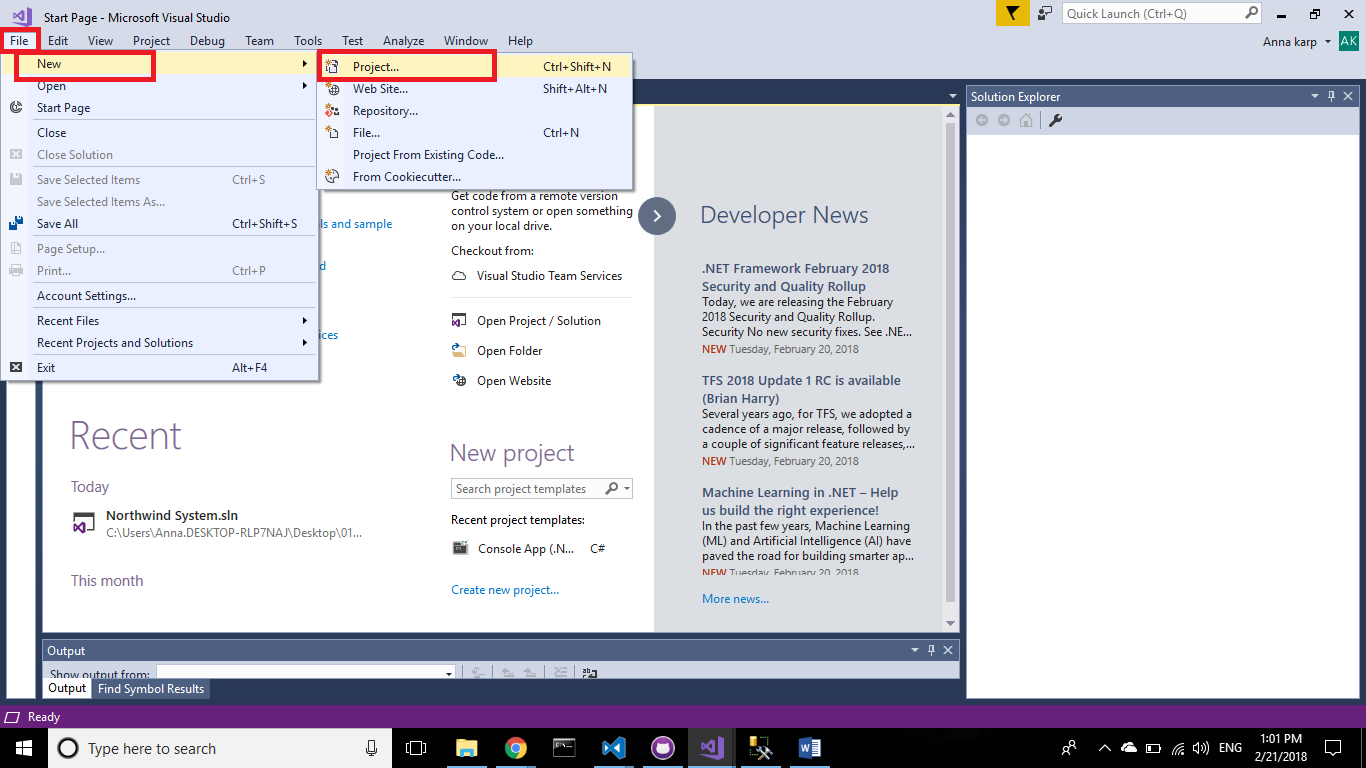 Start Page - Microsoft Visual Studio
Quick Launch (Ctrl+Q)
File Edit View Project Debug Team Tools Test Analyze Window Help
Anna karp AK
New
Open
Start Page
Close
Close Solution
Save Selected Items Ctrl+S
Save Selected Items As...
Save All Ctrl+Shift+S
Page Setup...
Print... Ctrl+P
Account Settings...
Recent Files
Recent Projects and Solutions
Exit Alt+F4
Project... Ctrl+Shift+N
Web Site... Shift+Alt+N
Repository...
File... Ctrl+N
Project From Existing Code...
From Cookiecutter...
ls and sample
d
ices
Recent
Today
Northwind System.sln
C:\Users\Anna.DESKTOP-RLP7NAJ\Desktop\01...
This month
Get code from a remote version
control system or open something
on your local drive.
Checkout from:
Visual Studio Team Services
Open Project / Solution
Open Folder
Open Website
New project
Search project templates
Recent project templates:
Console App (.N... C#
Create new project...
Developer News
.NET Framework February 2018
Security and Quality Rollup
Today, we are releasing the February
2018 Security and Quality Rollup.
Security No new security fixes. See .NE...
NEW Tuesday, February 20, 2018
TFS 2018 Update 1 RC is available
(Brian Harry)
Several years ago, for TFS, we adopted a
cadence of a major release, followed by
a couple of significant feature releases,...
NEW Tuesday, February 20, 2018
Machine Learning in .NET – Help
us build the right experience!
In the past few years, Machine Learning
(ML) and Artificial Intelligence (AI) have
paved the road for building smarter ap...
NEW Tuesday, February 20, 2018
More news...
Solution Explorer
Output
Show output from:
Output Find Symbol Results
Ready
Type here to search
ENG
1:01 PM
2/21/2018